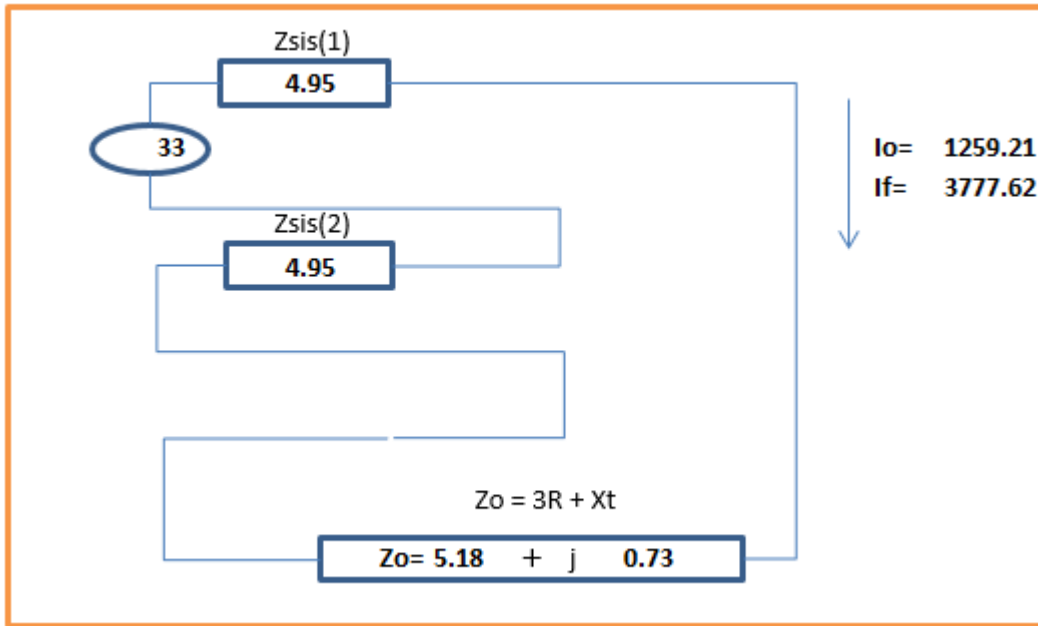 Zsis(1)
4.95
33
Io= 1259.21
If= 3777.62
Zsis(2)
4.95
Zo = 3R + Xt
Zo= 5.18 + j 0.73